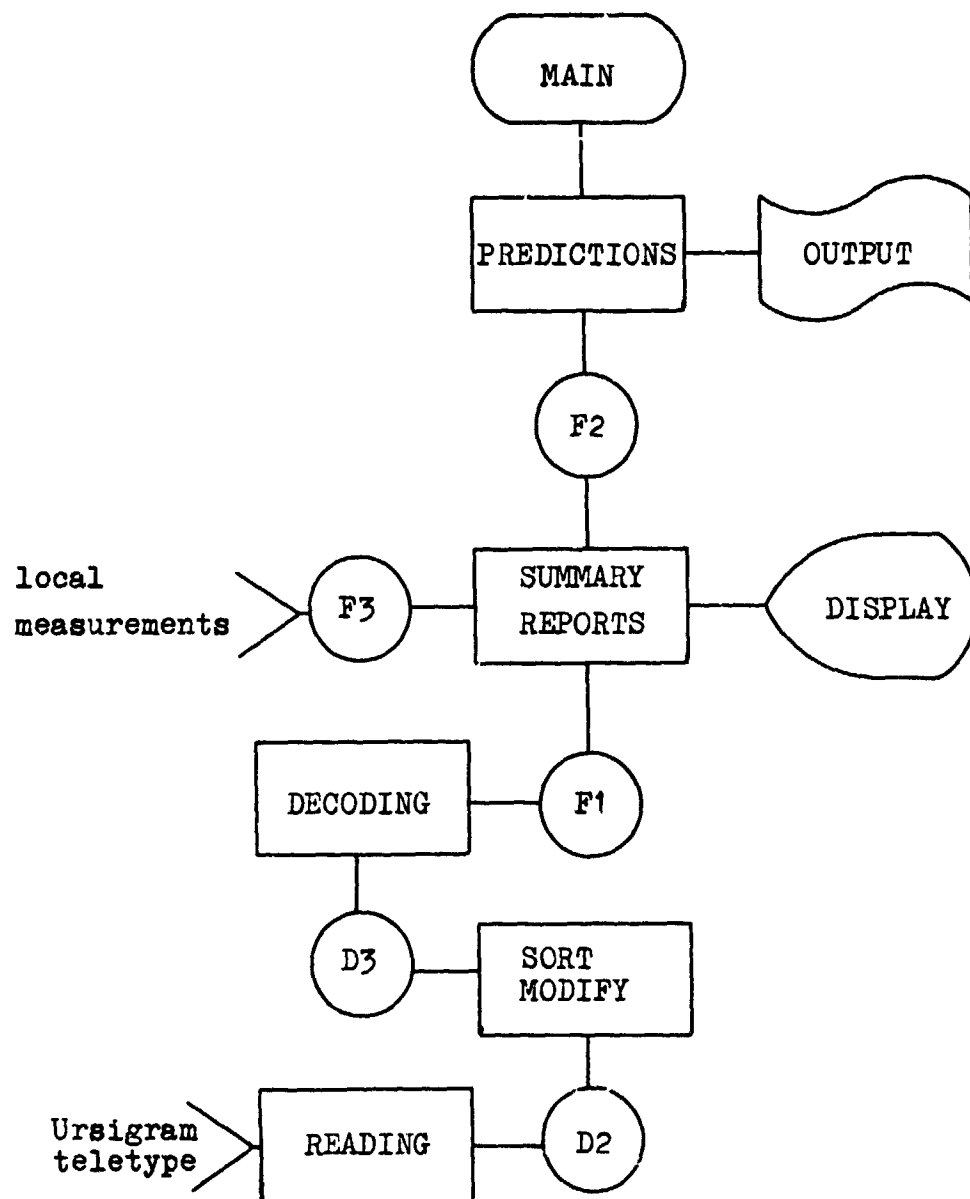 MAIN
PREDICTIONS
OUTPUT
F2
local
measurements
F3
SUMMARY
REPORTS
DISPLAY
DECODING
F1
D3
SORT
MODIFY
Ursigram
teletype
READING
D2